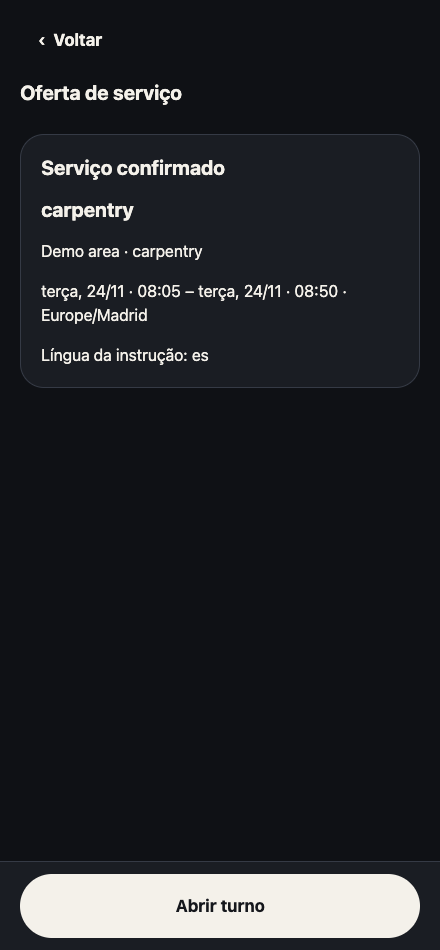 ‹ Voltar
Oferta de serviço
Serviço confirmado
carpentry
Demo area · carpentry
terça, 24/11 · 08:05 – terça, 24/11 · 08:50 ·
Europe/Madrid
Língua da instrução: es
Abrir turno